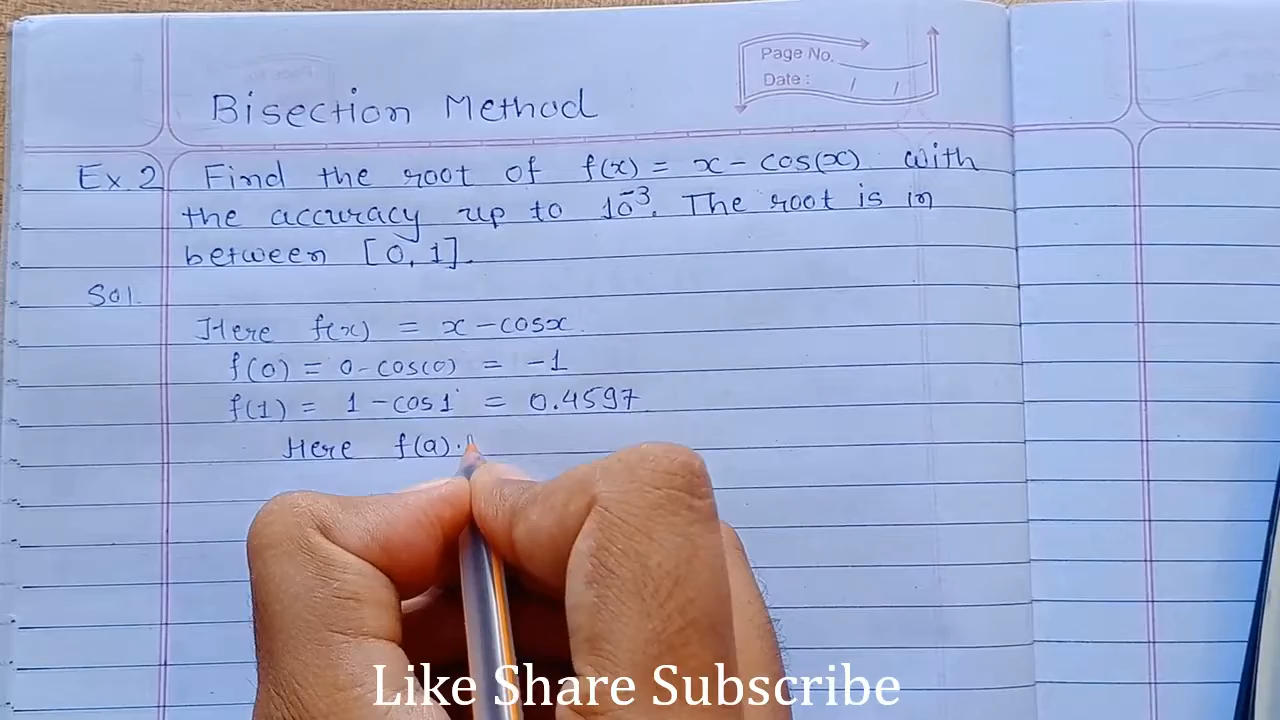 Page No.
Date : / /
Bisection Method
Ex. 2 Find the root of f(x) = x - cos(x) with
the accuracy up to 10⁻³. The root is in
between [0, 1].
Sol.
Here f(x) = x - cosx.
f(0) = 0 - cos(0) = -1
f(1) = 1 - cos1 = 0.4597
Here f(a).
Like Share Subscribe